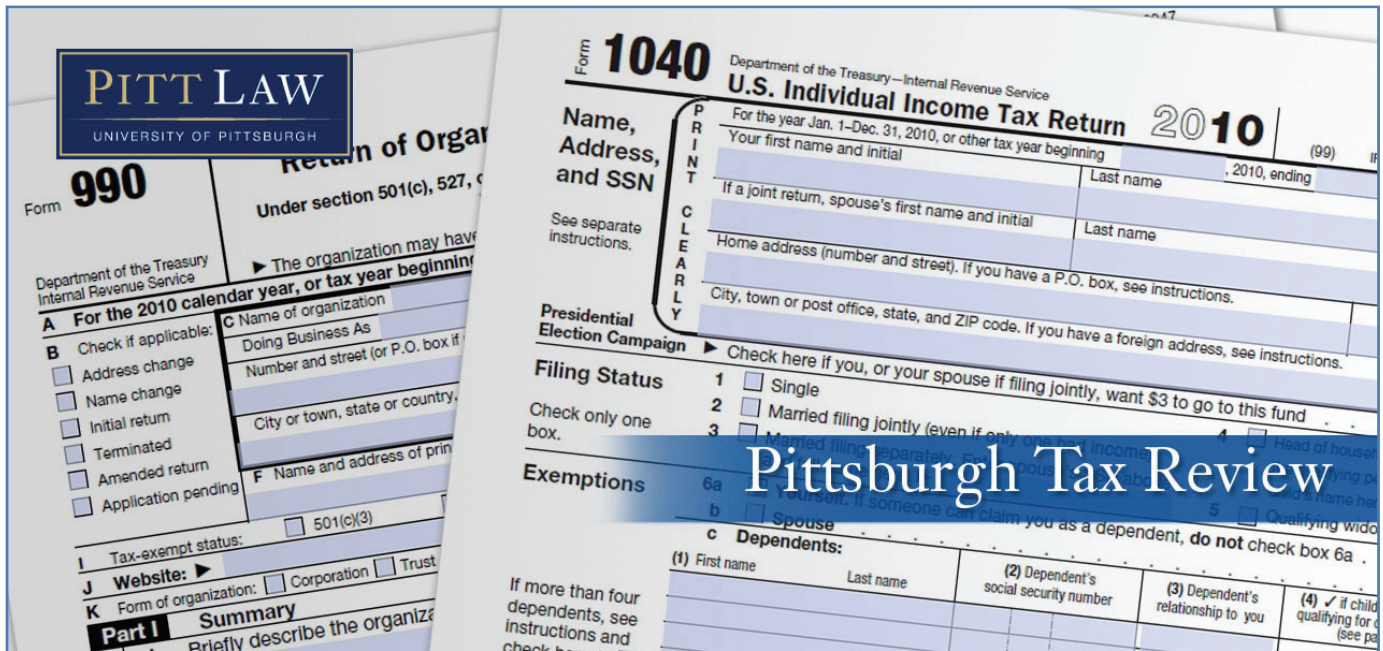 PITT LAW
UNIVERSITY OF PITTSBURGH
Form 990
Return of Orgar
Under section 501(c), 527,
Department of the Treasury
Internal Revenue Service
► The organization may have
A For the 2010 calendar year, or tax year beginning
B Check if applicable:
Address change
Name change
Initial return
Terminated
Amended return
Application pending
C Name of organization
Doing Business As
Number and street (or P.O. box if
City or town, state or country,
F Name and address of prin
I Tax-exempt status:
501(c)(3)
J Website: ►
K Form of organization: Corporation Trust
Part I Summary
Briefly describe the organiza
Form 1040
Department of the Treasury—Internal Revenue Service
U.S. Individual Income Tax Return 2010
(99)
Name,
Address,
and SSN
See separate
instructions.
PRINT CLEARLY
For the year Jan. 1–Dec. 31, 2010, or other tax year beginning , 2010, ending
Your first name and initial
Last name
If a joint return, spouse's first name and initial
Last name
Home address (number and street). If you have a P.O. box, see instructions.
City, town or post office, state, and ZIP code. If you have a foreign address, see instructions.
Presidential
Election Campaign ► Check here if you, or your spouse if filing jointly, want $3 to go to this fund . .
Filing Status
Check only one
box.
1 Single
2 Married filing jointly (even if only one had income)
3 Married filing separately. Enter spouse's SSN abo
4 Head of househ
5 Qualifying wido
Pittsburgh Tax Review
Exemptions
6a Yourself. If someone can claim you as a dependent, do not check box 6a .
b Spouse
c Dependents:
(1) First name Last name
(2) Dependent's
social security number
(3) Dependent's
relationship to you
(4) ✓ if child
qualifying for
(see pa
If more than four
dependents, see
instructions and